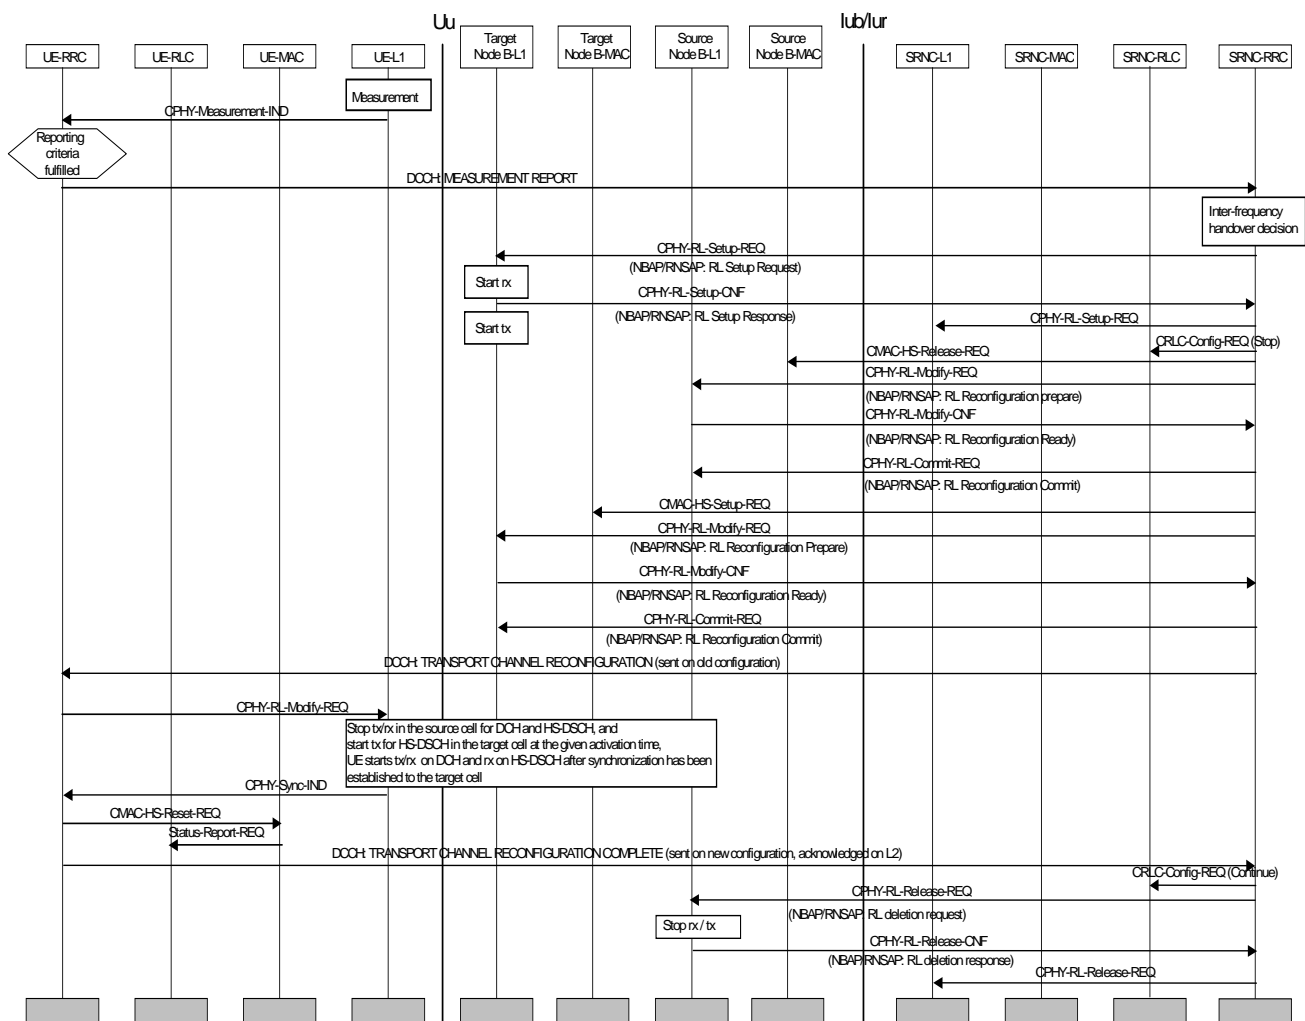 Uu
Iub/Iur
UE-RRC
UE-RLC
UE-MAC
UE-L1
Target
Node B-L1
Target
Node B-MAC
Source
Node B-L1
Source
Node B-MAC
SRNC-L1
SRNC-MAC
SRNC-RLC
SRNC-RRC
Measurement
CPHY-Measurement-IND
Reporting
criteria
fulfilled
DCCH: MEASUREMENT REPORT
Inter-frequency
handover decision
CPHY-RL-Setup-REQ
(NBAP/RNSAP: RL Setup Request)
Start rx
CPHY-RL-Setup-CNF
(NBAP/RNSAP: RL Setup Response)
Start tx
CPHY-RL-Setup-REQ
CRLC-Config-REQ (Stop)
CMAC-HS-Release-REQ
CPHY-RL-Modify-REQ
(NBAP/RNSAP: RL Reconfiguration prepare)
CPHY-RL-Modify-CNF
(NBAP/RNSAP: RL Reconfiguration Ready)
CPHY-RL-Commit-REQ
(NBAP/RNSAP: RL Reconfiguration Commit)
CMAC-HS-Setup-REQ
CPHY-RL-Modify-REQ
(NBAP/RNSAP: RL Reconfiguration Prepare)
CPHY-RL-Modify-CNF
(NBAP/RNSAP: RL Reconfiguration Ready)
CPHY-RL-Commit-REQ
(NBAP/RNSAP: RL Reconfiguration Commit)
DCCH: TRANSPORT CHANNEL RECONFIGURATION (sent on old configuration)
CPHY-RL-Modify-REQ
Stop tx/rx in the source cell for DCH and HS-DSCH, and
start tx for HS-DSCH in the target cell at the given activation time,
UE starts tx/rx on DCH and rx on HS-DSCH after synchronization has been
established to the target cell
CPHY-Sync-IND
CMAC-HS-Reset-REQ
Status-Report-REQ
DCCH: TRANSPORT CHANNEL RECONFIGURATION COMPLETE (sent on new configuration, acknowledged on L2)
CRLC-Config-REQ (Continue)
CPHY-RL-Release-REQ
(NBAP/RNSAP: RL deletion request)
Stop rx / tx
CPHY-RL-Release-CNF
(NBAP/RNSAP: RL deletion response)
CPHY-RL-Release-REQ